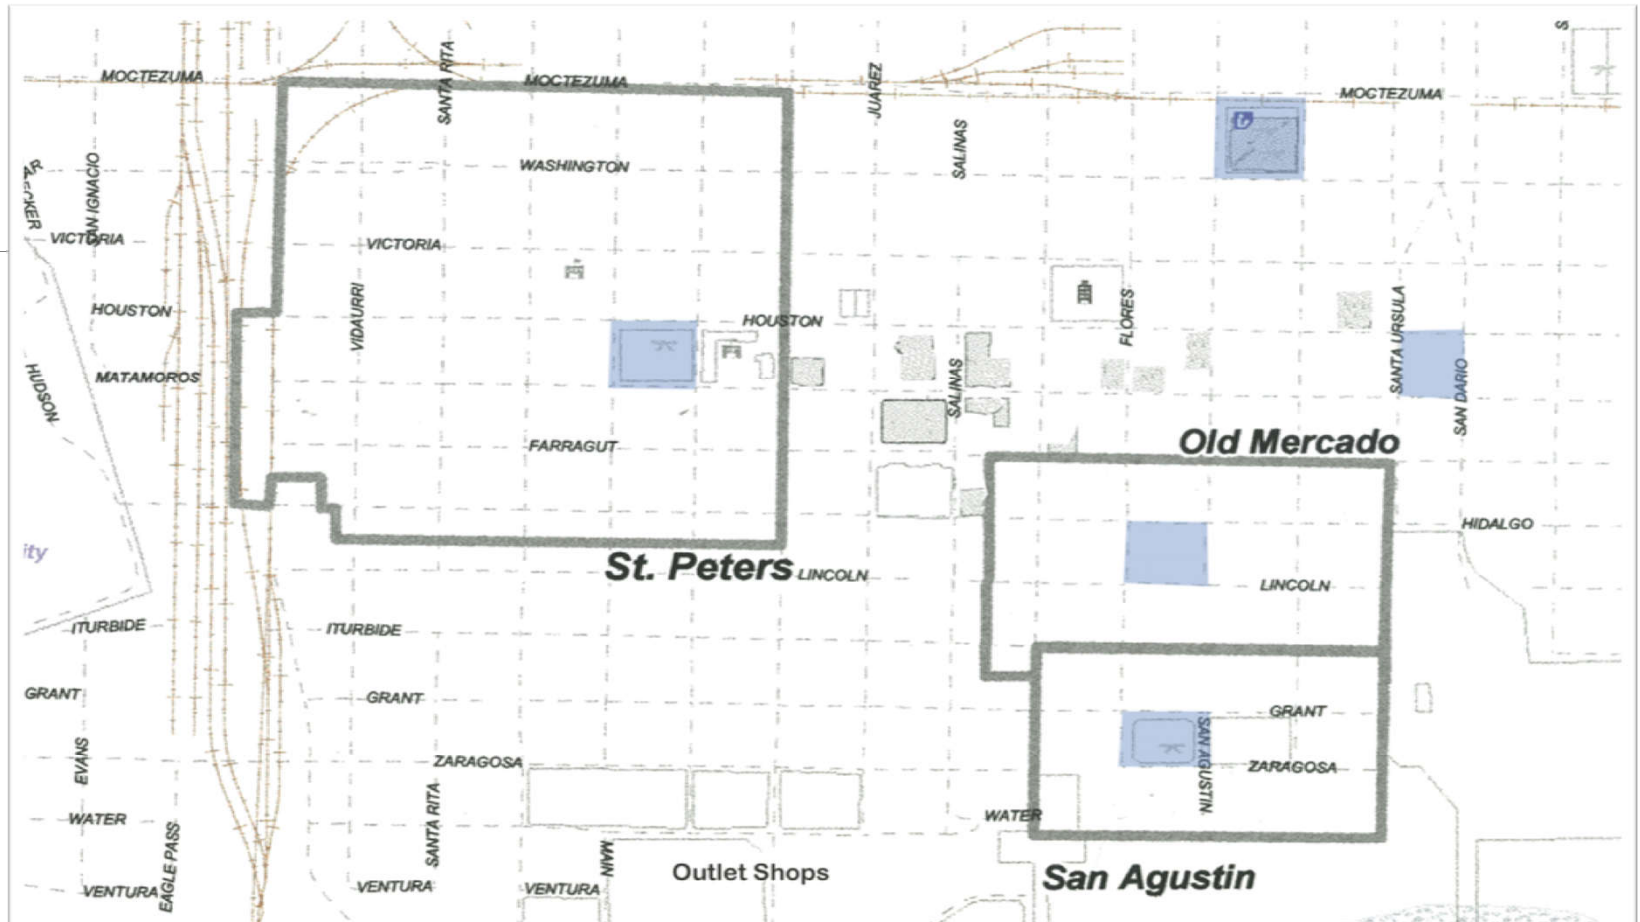 S
MOCTEZUMA
SANTA RITA
MOCTEZUMA
JUAREZ
MOCTEZUMA
SALINAS
WASHINGTON
SAN IGNACIO
VICTORIA
VICTORIA
HOUSTON
VIDAURRI
HOUSTON
FLORES
SANTA URSULA
MATAMOROS
HUDSON
SALINAS
SAN DARIO
FARRAGUT
Old Mercado
HIDALGO
ity
St. Peters
LINCOLN
LINCOLN
ITURBIDE
ITURBIDE
GRANT
GRANT
GRANT
SAN AGUSTIN
EVANS
ZARAGOSA
ZARAGOSA
WATER
SANTA RITA
WATER
EAGLE PASS
MAIN
Outlet Shops
San Agustin
VENTURA
VENTURA
VENTURA